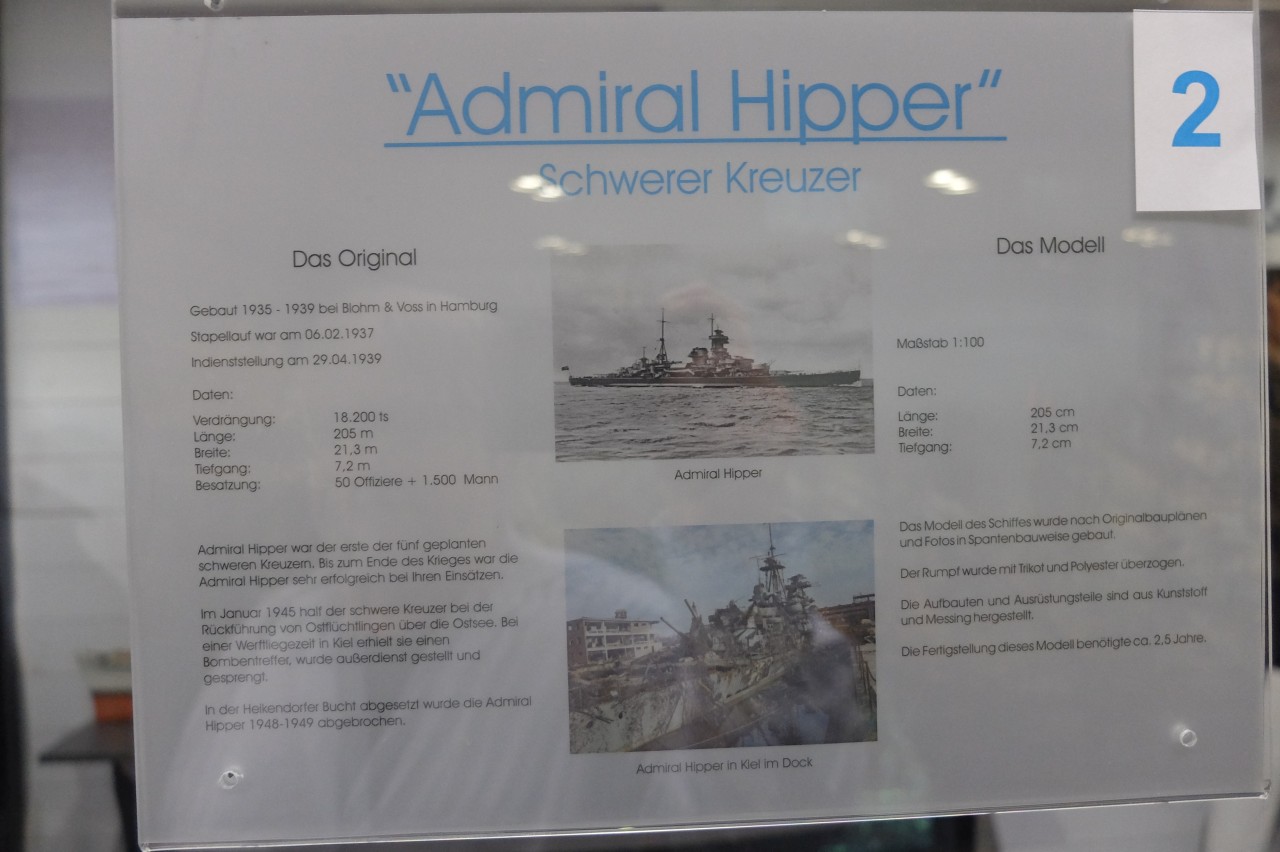 "Admiral Hipper"
2
Schwerer Kreuzer
Das Original
Gebaut 1935 - 1939 bei Blohm & Voss in Hamburg
Stapellauf war am 06.02.1937
Indienststellung am 29.04.1939
Daten:
Verdrängung: 18.200 ts
Länge: 205 m
Breite: 21,3 m
Tiefgang: 7,2 m
Besatzung: 50 Offiziere + 1.500 Mann
Admiral Hipper war der erste der fünf geplanten
schweren Kreuzern. Bis zum Ende des Krieges war die
Admiral Hipper sehr erfolgreich bei Ihren Einsätzen.
Im Januar 1945 half der schwere Kreuzer bei der
Rückführung von Ostflüchtlingen über die Ostsee. Bei
einer Werftliegezeit in Kiel erhielt sie einen
Bombentreffer, wurde außerdienst gestellt und
gesprengt.
In der Heikendorfer Bucht abgesetzt wurde die Admiral
Hipper 1948-1949 abgebrochen.
Admiral Hipper
Admiral Hipper in Kiel im Dock
Das Modell
Maßstab 1:100
Daten:
Länge: 205 cm
Breite: 21,3 cm
Tiefgang: 7,2 cm
Das Modell des Schiffes wurde nach Originalbauplänen
und Fotos in Spantenbauweise gebaut.
Der Rumpf wurde mit Trikot und Polyester überzogen.
Die Aufbauten und Ausrüstungsteile sind aus Kunststoff
und Messing hergestellt.
Die Fertigstellung dieses Modell benötigte ca. 2,5 Jahre.